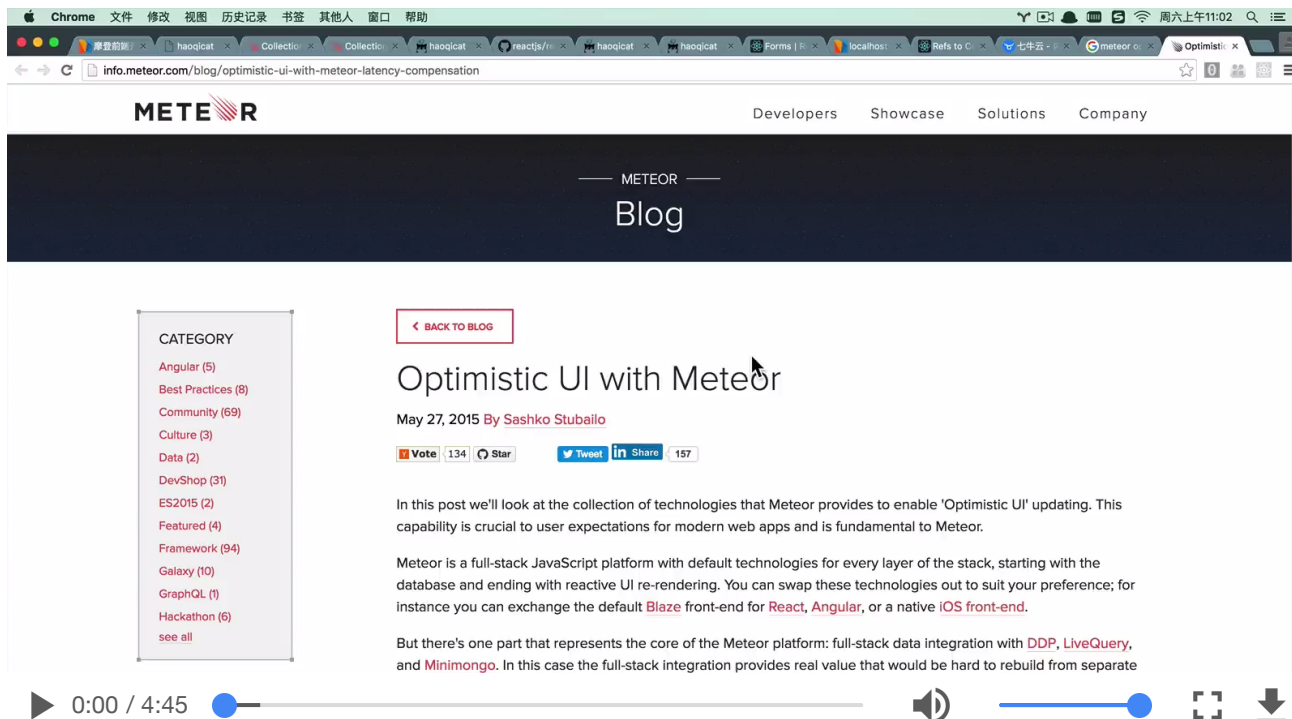 Chrome 文件 修改 视图 历史记录 书签 其他人 窗口 帮助 周六上午11:02
摩登前端 haoqicat Collection Collection haoqicat reactjs/re haoqicat haoqicat Forms | R localhost Refs to C 七牛云 - meteor oc Optimistic
info.meteor.com/blog/optimistic-ui-with-meteor-latency-compensation
METEOR
Developers Showcase Solutions Company
METEOR
Blog
CATEGORY
Angular (5)
Best Practices (8)
Community (69)
Culture (3)
Data (2)
DevShop (31)
ES2015 (2)
Featured (4)
Framework (94)
Galaxy (10)
GraphQL (1)
Hackathon (6)
see all
BACK TO BLOG
Optimistic UI with Meteor
May 27, 2015 By Sashko Stubailo
Vote 134 Star Tweet in Share 157
In this post we'll look at the collection of technologies that Meteor provides to enable 'Optimistic UI' updating. This
capability is crucial to user expectations for modern web apps and is fundamental to Meteor.
Meteor is a full-stack JavaScript platform with default technologies for every layer of the stack, starting with the
database and ending with reactive UI re-rendering. You can swap these technologies out to suit your preference; for
instance you can exchange the default Blaze front-end for React, Angular, or a native iOS front-end.
But there's one part that represents the core of the Meteor platform: full-stack data integration with DDP, LiveQuery,
and Minimongo. In this case the full-stack integration provides real value that would be hard to rebuild from separate
0:00 / 4:45